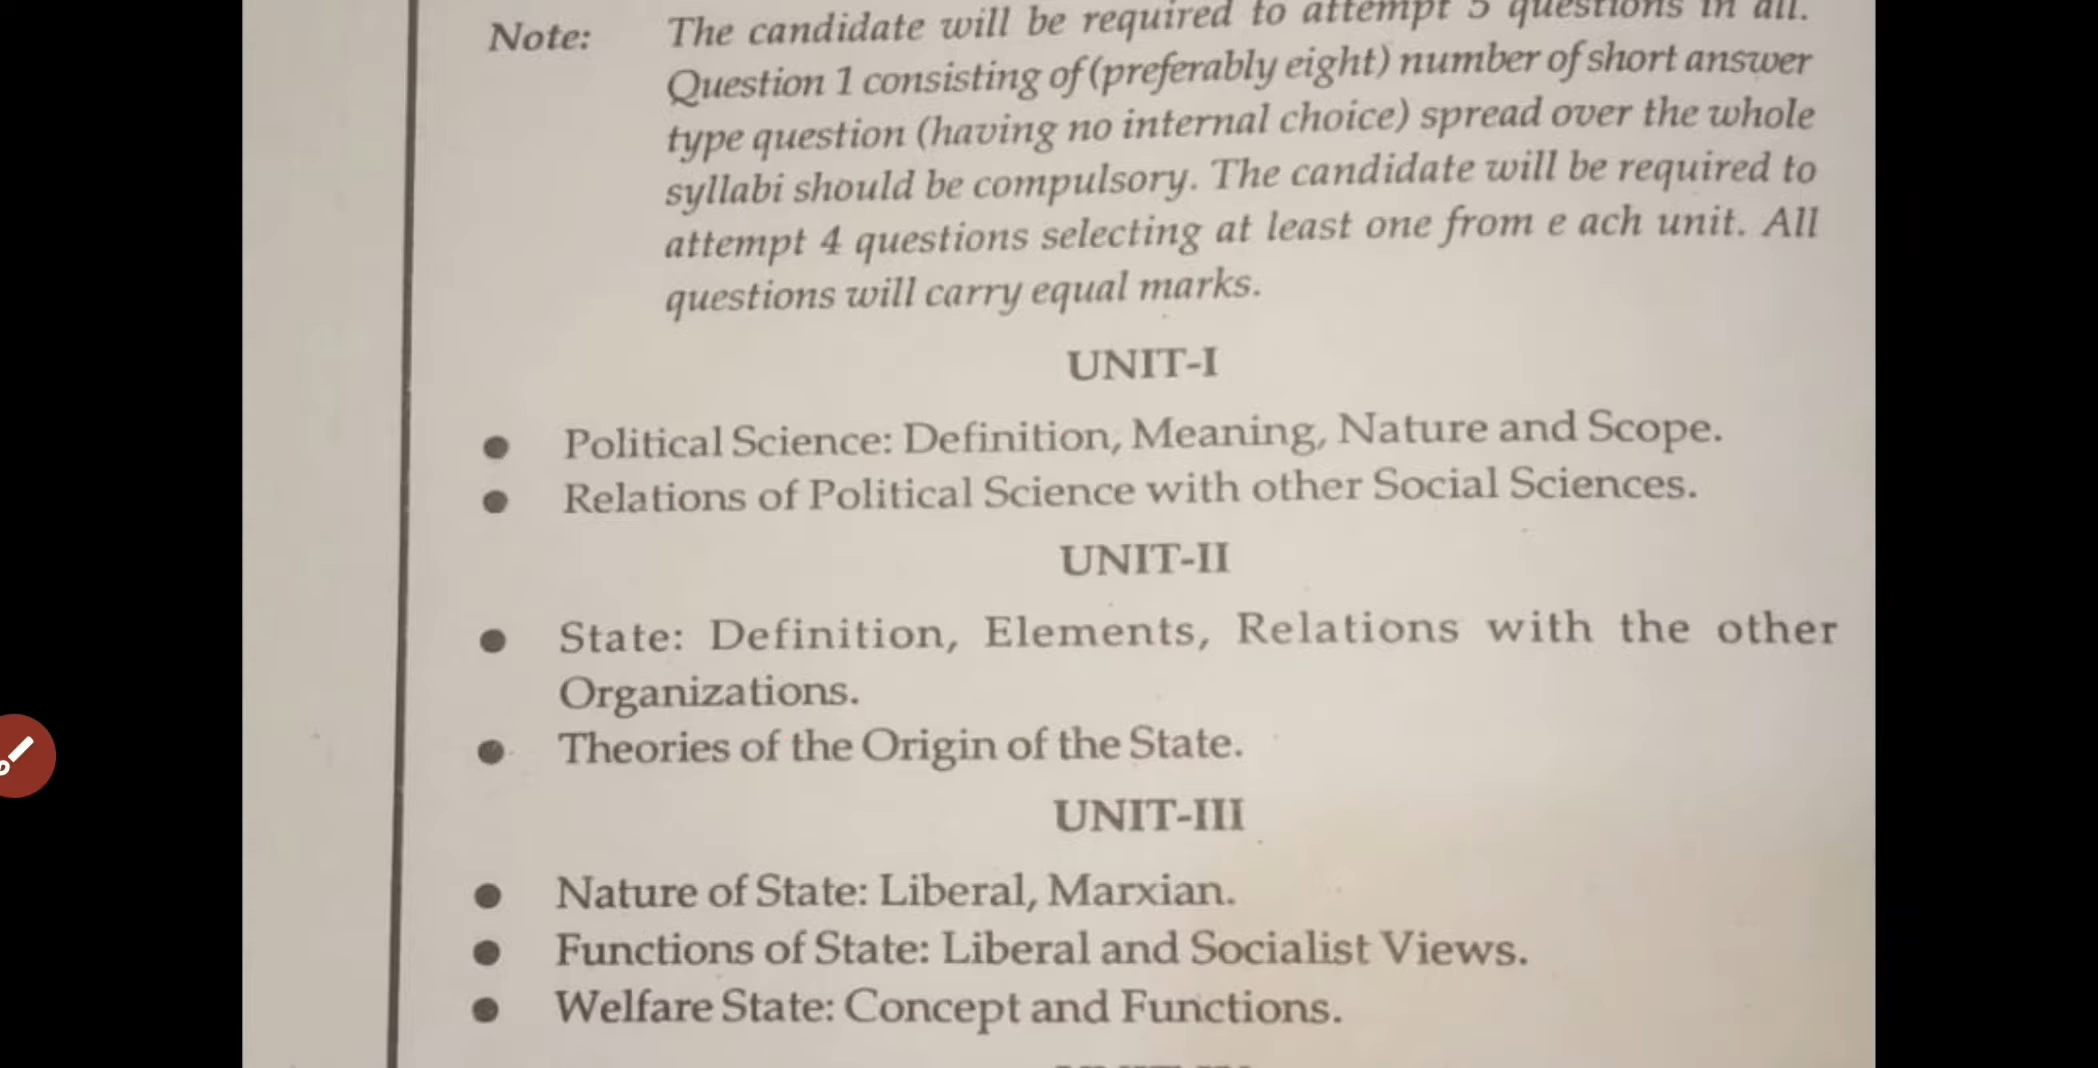 Note: The candidate will be required to attempt 5 questions in all.
Question 1 consisting of (preferably eight) number of short answer
type question (having no internal choice) spread over the whole
syllabi should be compulsory. The candidate will be required to
attempt 4 questions selecting at least one from e ach unit. All
questions will carry equal marks.
UNIT-I
● Political Science: Definition, Meaning, Nature and Scope.
● Relations of Political Science with other Social Sciences.
UNIT-II
● State: Definition, Elements, Relations with the other
Organizations.
● Theories of the Origin of the State.
UNIT-III
● Nature of State: Liberal, Marxian.
● Functions of State: Liberal and Socialist Views.
● Welfare State: Concept and Functions.